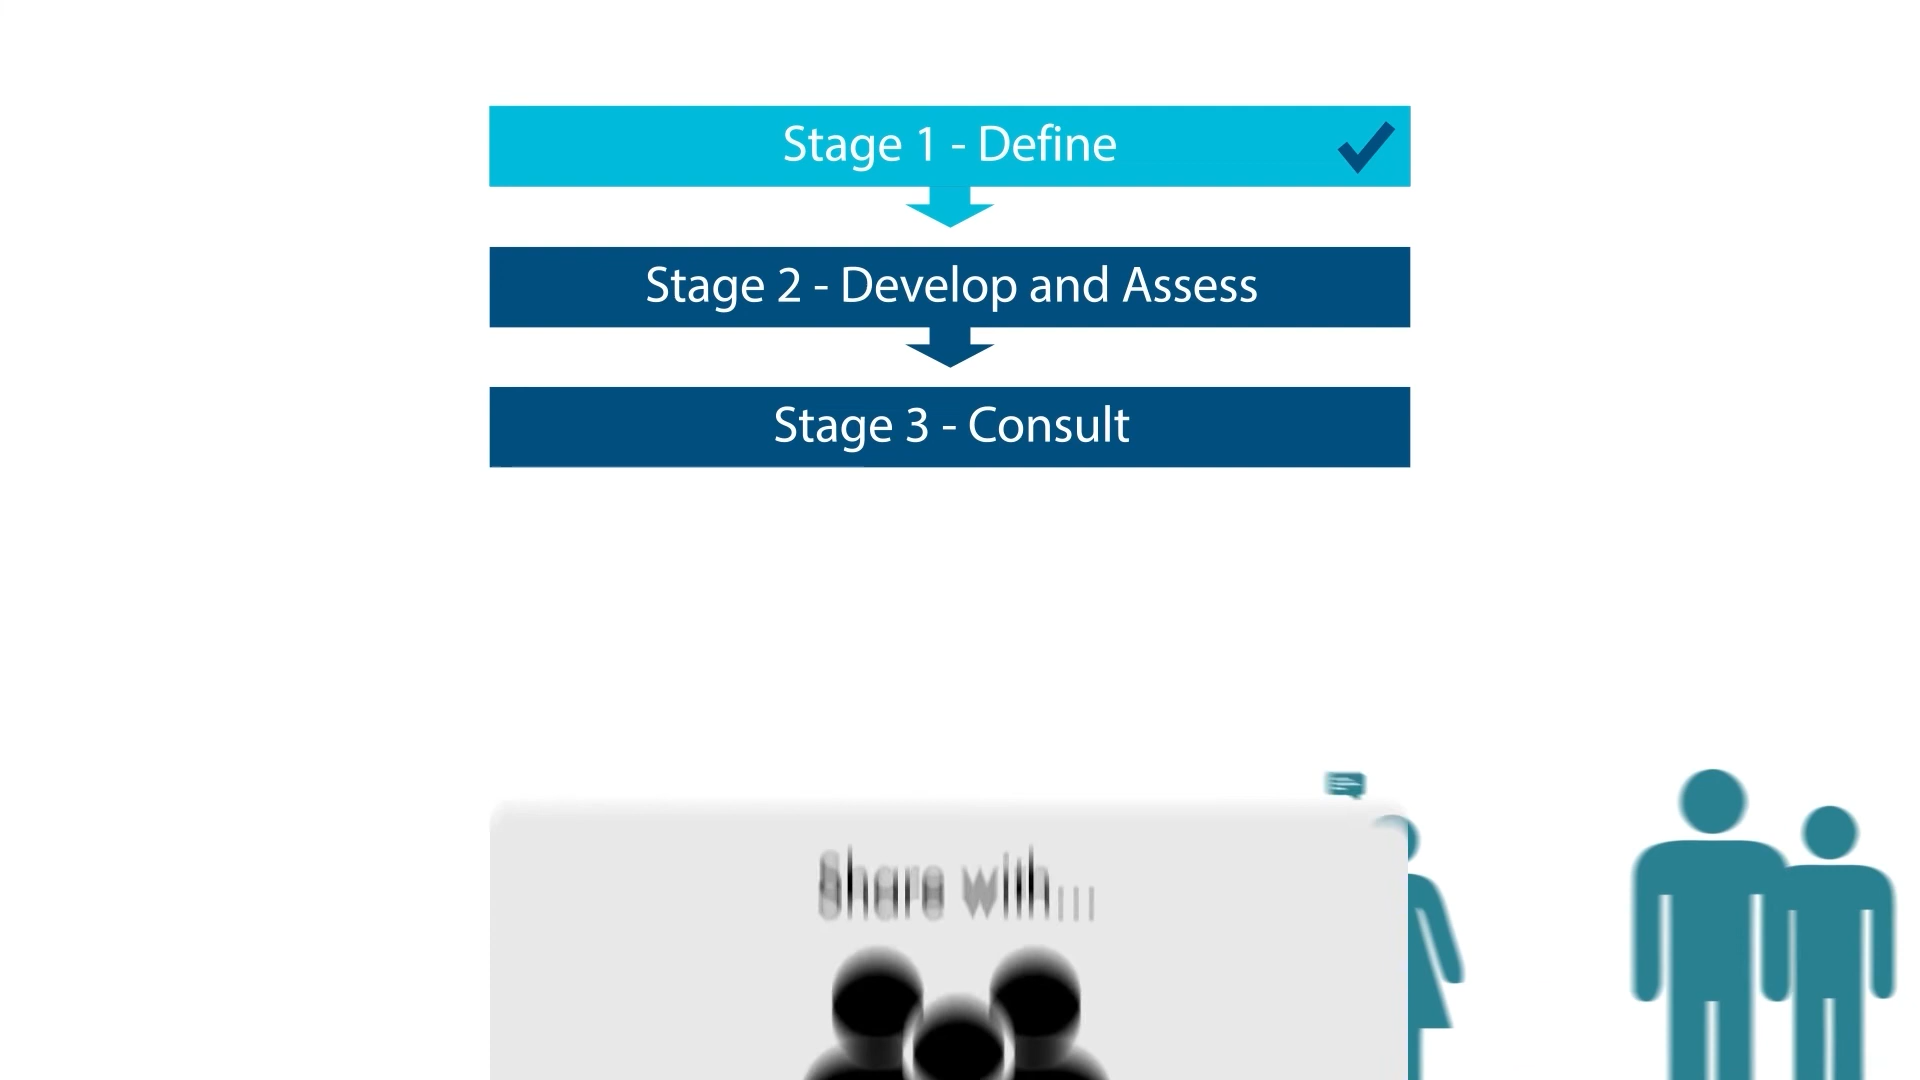 Stage 1 - Define
Stage 2 - Develop and Assess
Stage 3 - Consult
Share with...